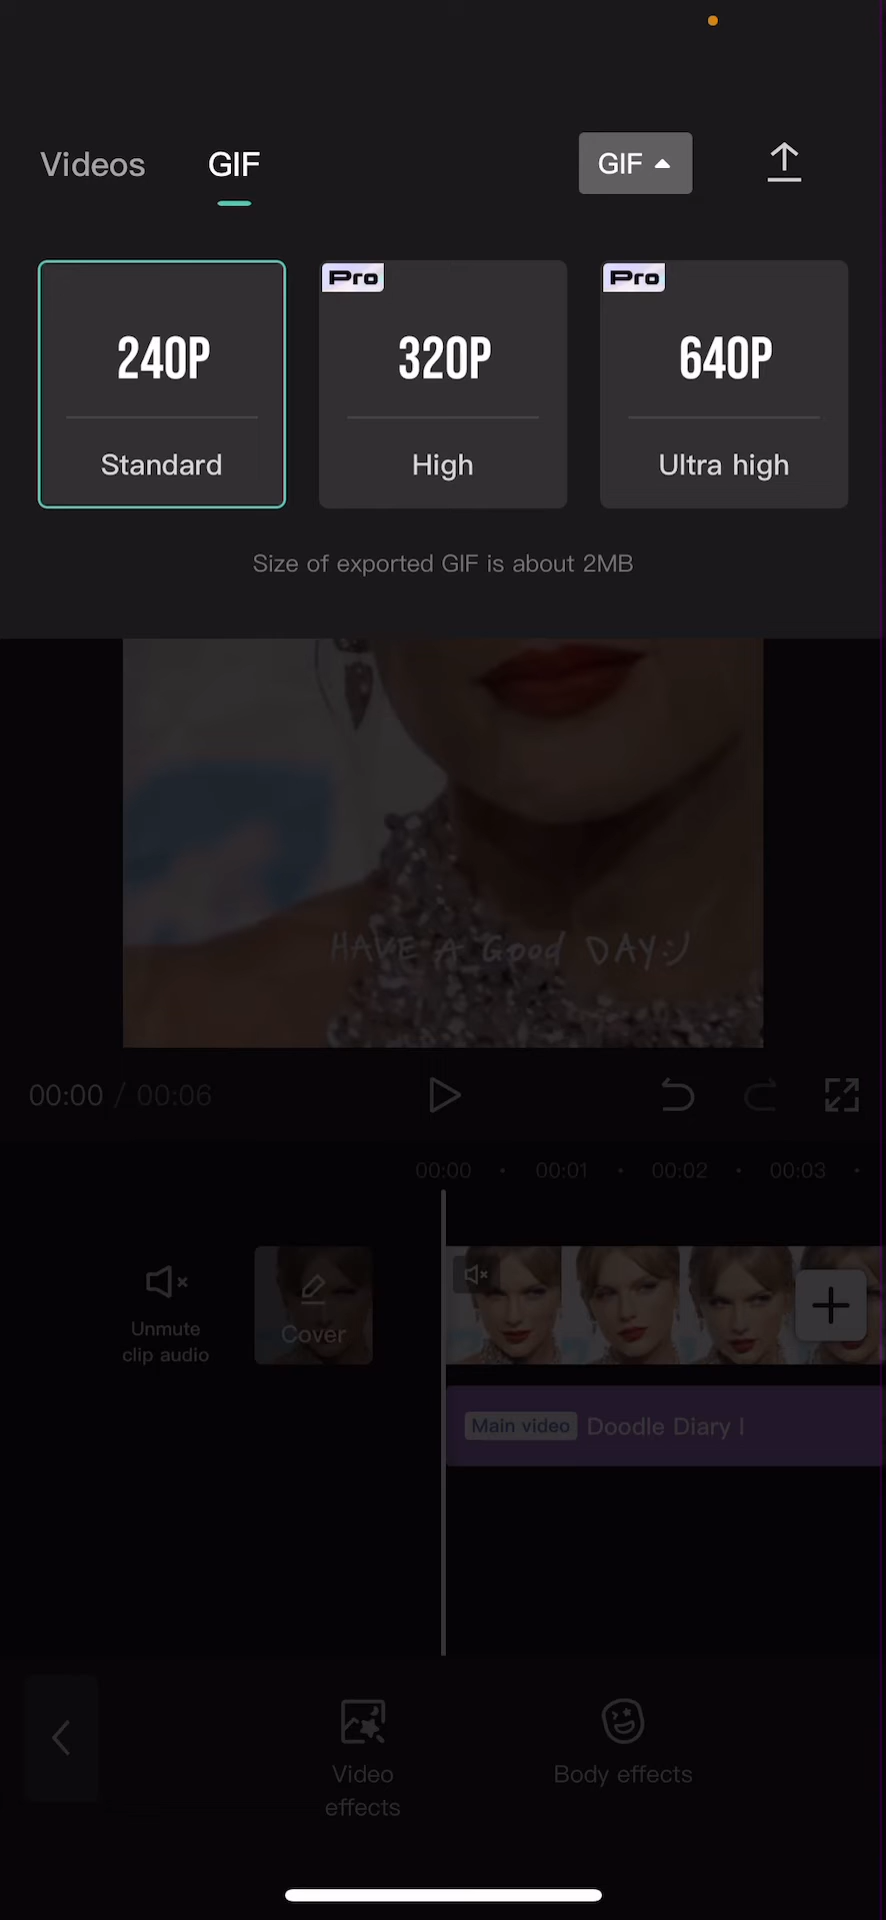 Videos GIF GIF
Pro Pro
240P 320P 640P
Standard High Ultra high
Size of exported GIF is about 2MB
HAVE A Good DAY:)
00:00 / 00:06
00:00 00:01 00:02 00:03
Unmute
clip audio
Cover
Main video Doodle Diary I
Video
effects
Body effects